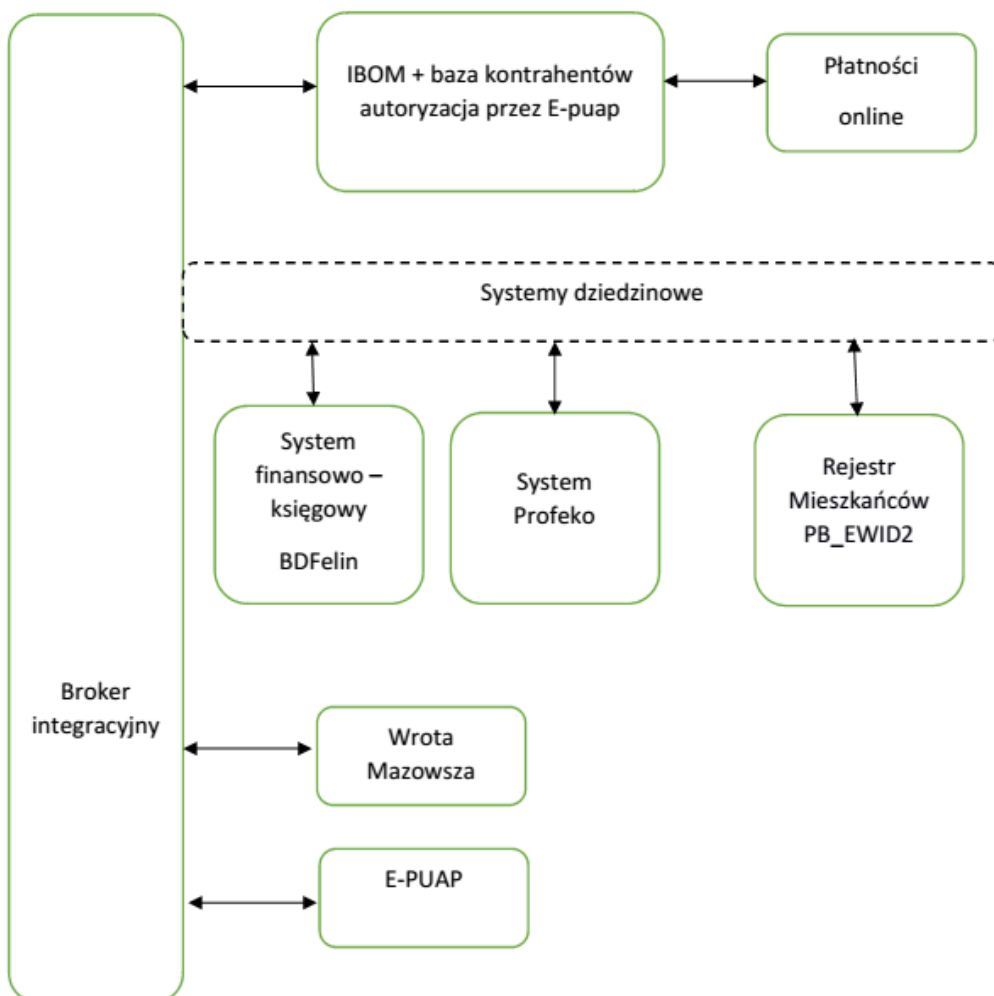 IBOM + baza kontrahentów
autoryzacja przez E-puap
Płatności
online
Systemy dziedzinowe
System
finansowo –
księgowy
BDFelin
System
Profeko
Rejestr
Mieszkańców
PB_EWID2
Broker
integracyjny
Wrota
Mazowsza
E-PUAP